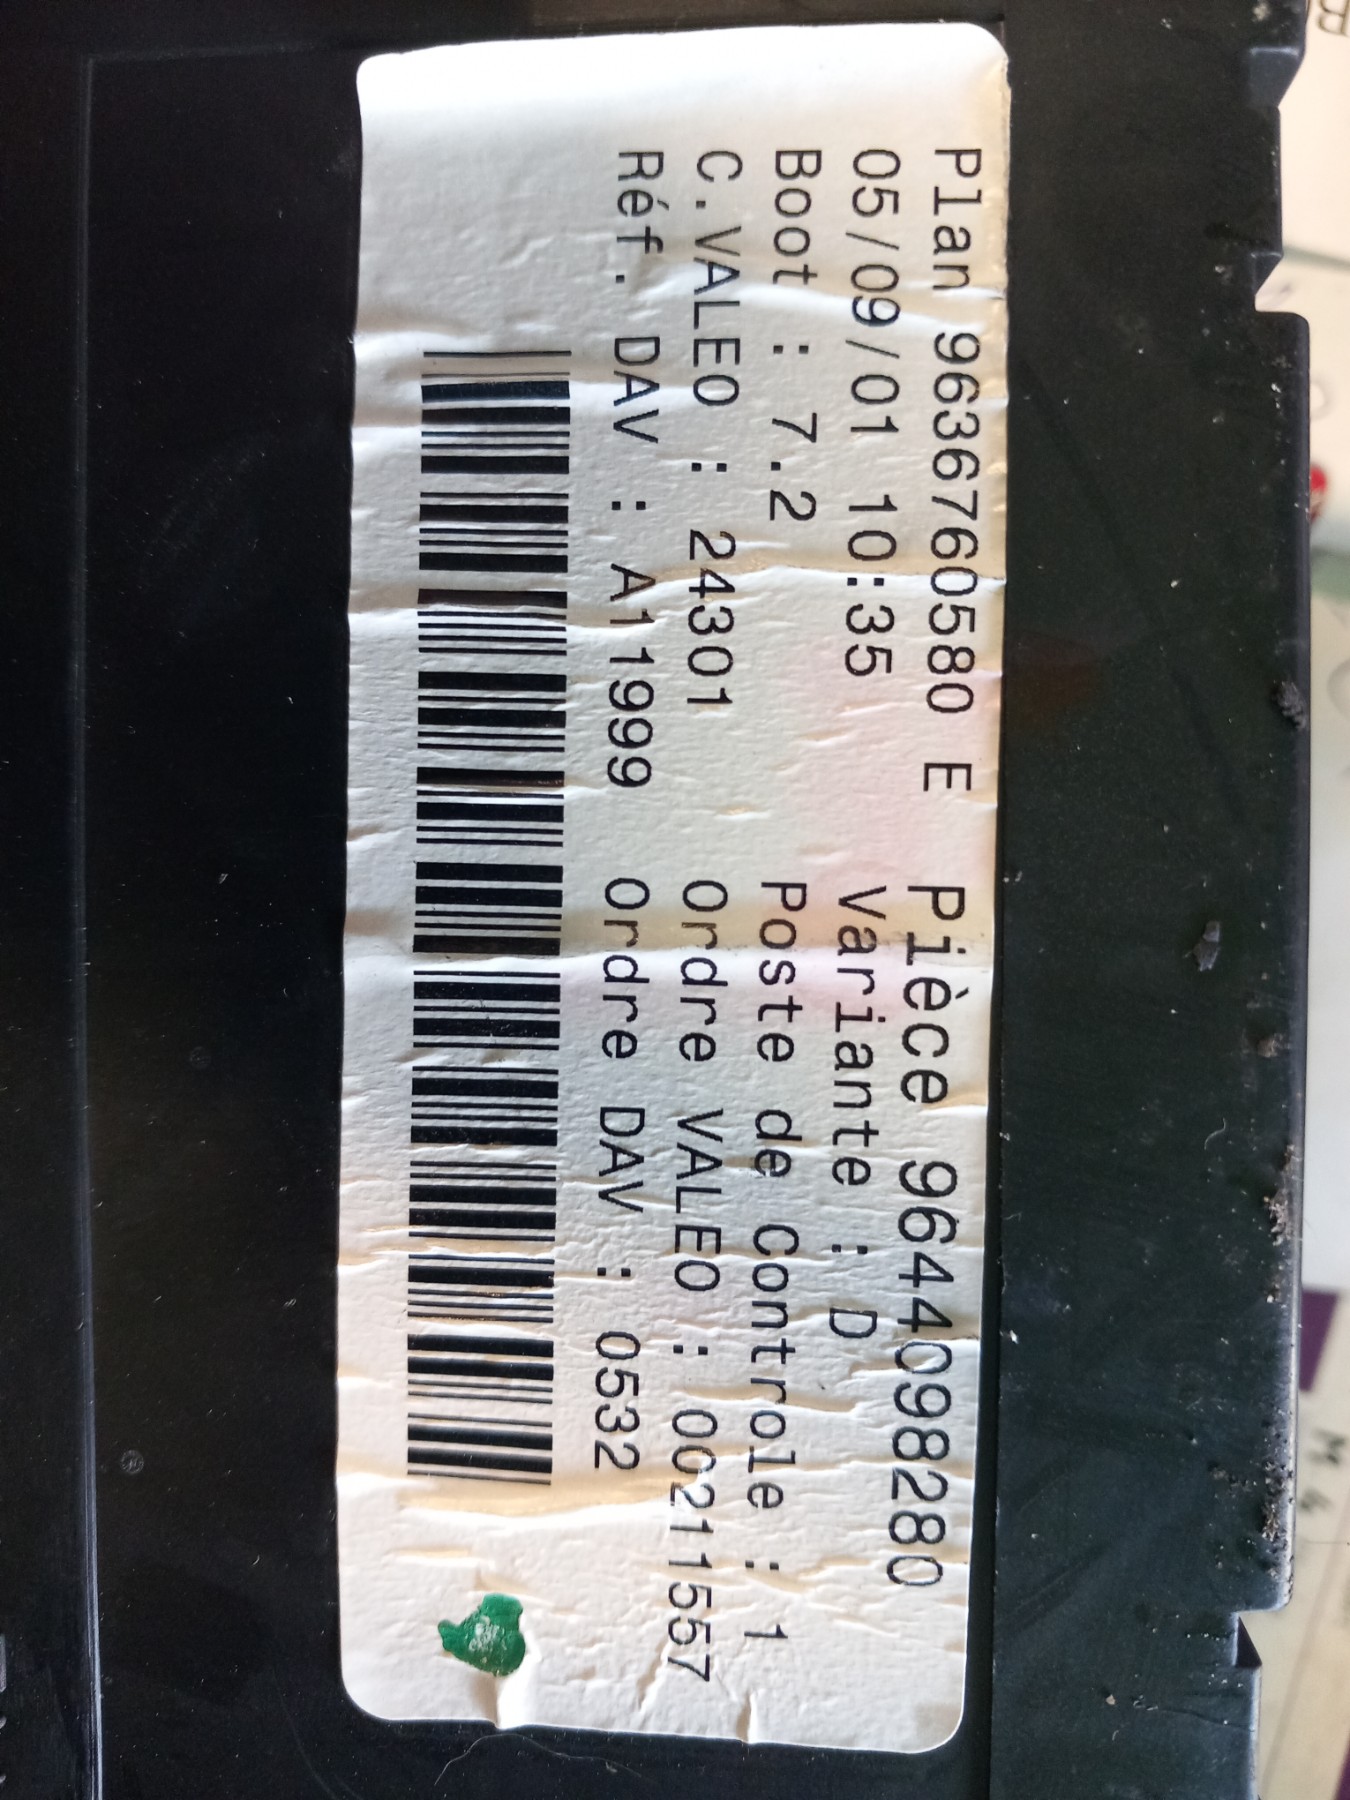 Plan 9636760580 E Pièce 9644098280
05/09/01 10:35 Variante : D
Boot : 7.2 Poste de Controle : 1
C.VALEO : 24301 Ordre VALEO : 00211557
Réf. DAV : A11999 Ordre DAV : 0532